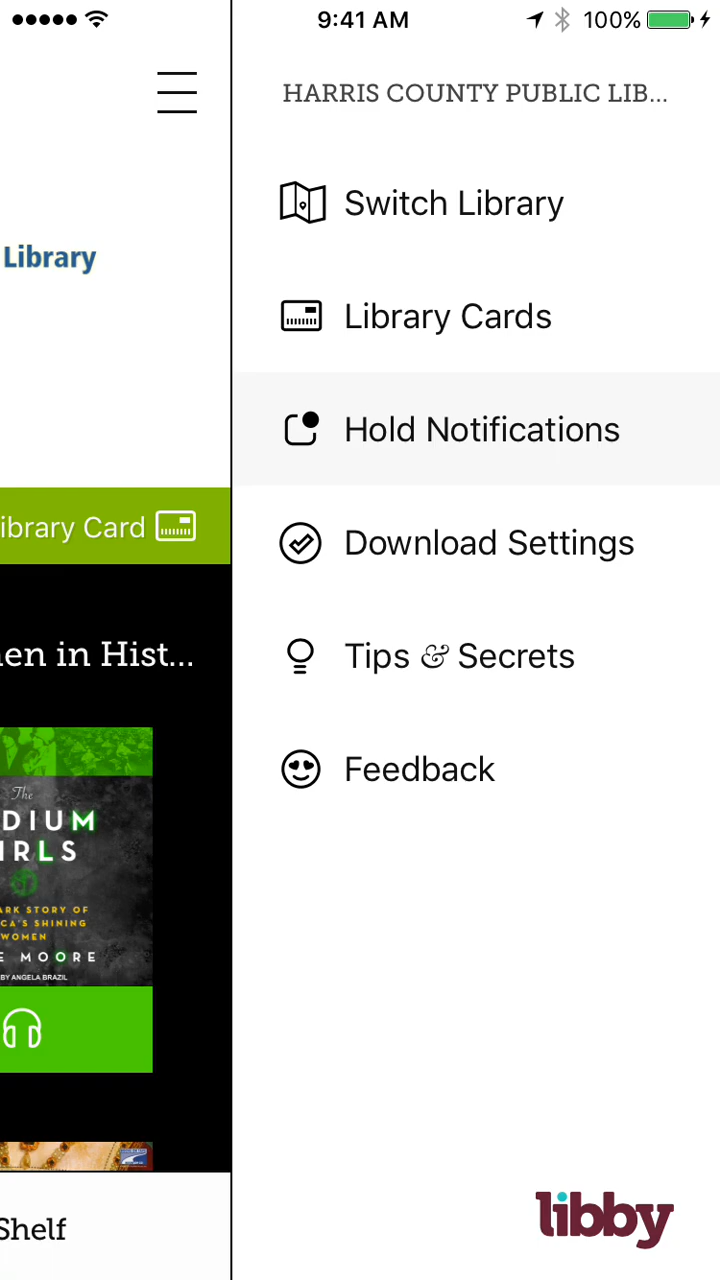 9:41 AM
100%
HARRIS COUNTY PUBLIC LIB...
Switch Library
Library Cards
Hold Notifications
Download Settings
Tips & Secrets
Feedback
libby
Library
ibrary Card
en in Hist...
The
DIUM
IRLS
ARK STORY OF
CA'S SHINING
WOMEN
E MOORE
BY ANGELA BRAZIL
Shelf